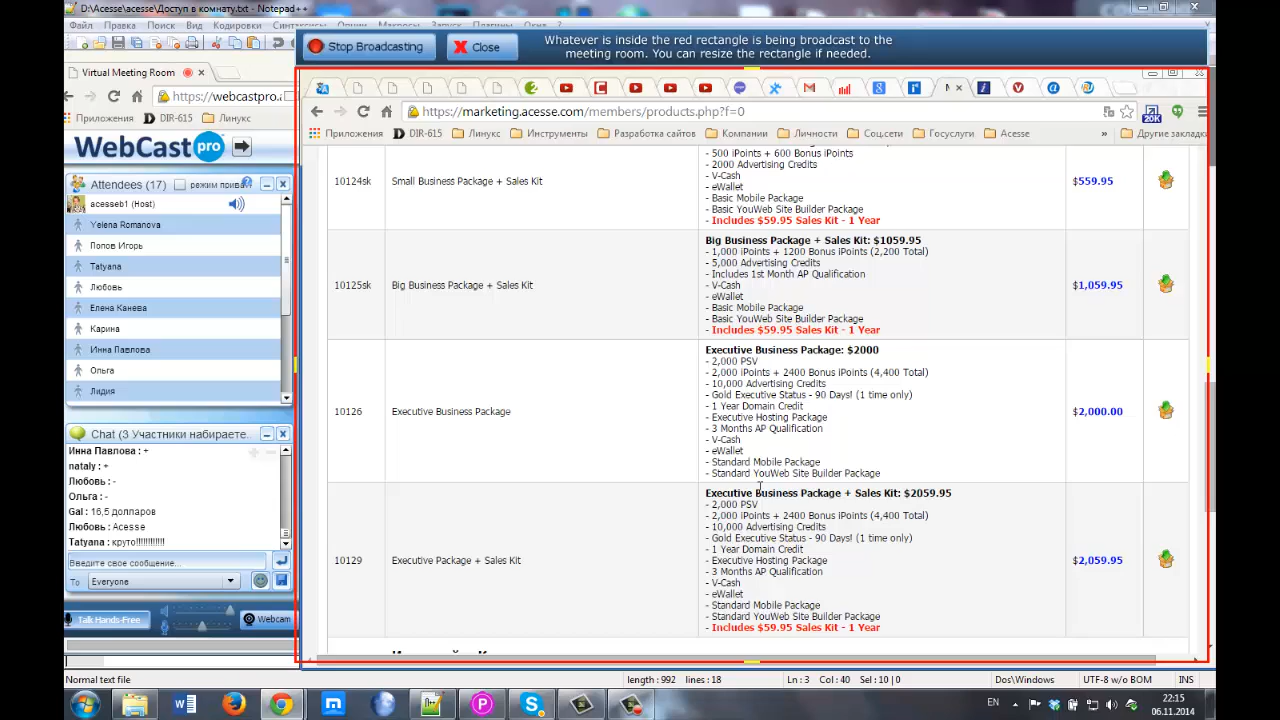 D:\Acesse\acesse\Доступ в комнату.txt - Notepad++
Файл Правка Поиск Вид Кодировки Синтаксисы Опции Макросы Запуск Плагины Окна ?
Stop Broadcasting
Close
Whatever is inside the red rectangle is being broadcast to the
meeting room. You can resize the rectangle if needed.
Virtual Meeting Room
https://webcastpro.
Приложения DIR-615 Линукс
https://marketing.acesse.com/members/products.php?f=0
20K
Приложения DIR-615 Линукс Инструменты Разработка сайтов Компании Личности Соц.сети Госуслуги Acesse » Другие закладки
WebCast pro
Attendees (17) режим прива
acesseb1 (Host)
Yelena Romanova
Попов Игорь
Tatyana
Любовь
Елена Канева
Карина
Инна Павлова
Ольга
Лидия
Chat (3 Участники набираете...
Инна Павлова : +
nataly : +
Любовь : -
Ольга : -
Gal : 16,5 долларов
Любовь : Acesse
Tatyana : круто!!!!!!!!!!!!
Введите свое сообщение...
To Everyone
Talk Hands-Free
Webcam
- 500 iPoints + 600 Bonus iPoints
- 2000 Advertising Credits
- V-Cash
- eWallet
- Basic Mobile Package
- Basic YouWeb Site Builder Package
- Includes $59.95 Sales Kit - 1 Year
10124sk Small Business Package + Sales Kit $559.95
Big Business Package + Sales Kit: $1059.95
- 1,000 iPoints + 1200 Bonus iPoints (2,200 Total)
- 5,000 Advertising Credits
- Includes 1st Month AP Qualification
- V-Cash
- eWallet
- Basic Mobile Package
- Basic YouWeb Site Builder Package
- Includes $59.95 Sales Kit - 1 Year
10125sk Big Business Package + Sales Kit $1,059.95
Executive Business Package: $2000
- 2,000 PSV
- 2,000 iPoints + 2400 Bonus iPoints (4,400 Total)
- 10,000 Advertising Credits
- Gold Executive Status - 90 Days! (1 time only)
- 1 Year Domain Credit
- Executive Hosting Package
- 3 Months AP Qualification
- V-Cash
- eWallet
- Standard Mobile Package
- Standard YouWeb Site Builder Package
10126 Executive Business Package $2,000.00
Executive Business Package + Sales Kit: $2059.95
- 2,000 PSV
- 2,000 iPoints + 2400 Bonus iPoints (4,400 Total)
- 10,000 Advertising Credits
- Gold Executive Status - 90 Days! (1 time only)
- 1 Year Domain Credit
- Executive Hosting Package
- 3 Months AP Qualification
- V-Cash
- eWallet
- Standard Mobile Package
- Standard YouWeb Site Builder Package
- Includes $59.95 Sales Kit - 1 Year
10129 Executive Package + Sales Kit $2,059.95
Normal text file length : 992 lines : 18 Ln : 3 Col : 40 Sel : 10 | 0 Dos\Windows UTF-8 w/o BOM INS
EN
22:15
06.11.2014